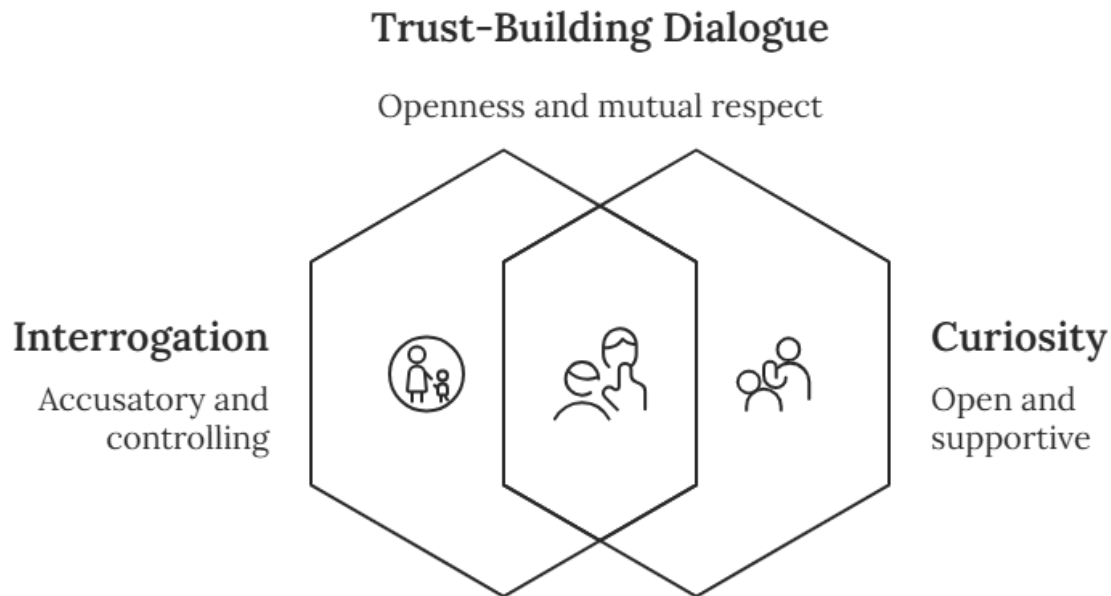 Trust-Building Dialogue
Openness and mutual respect
Interrogation
Accusatory and
controlling
Curiosity
Open and
supportive